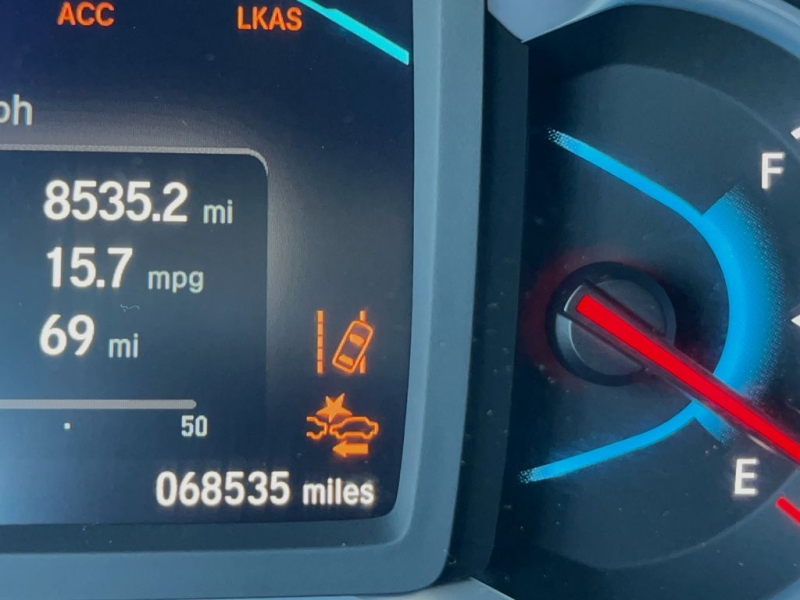 ACC LKAS
ph
8535.2 mi
F
15.7 mpg
69 mi
50
E
068535 miles